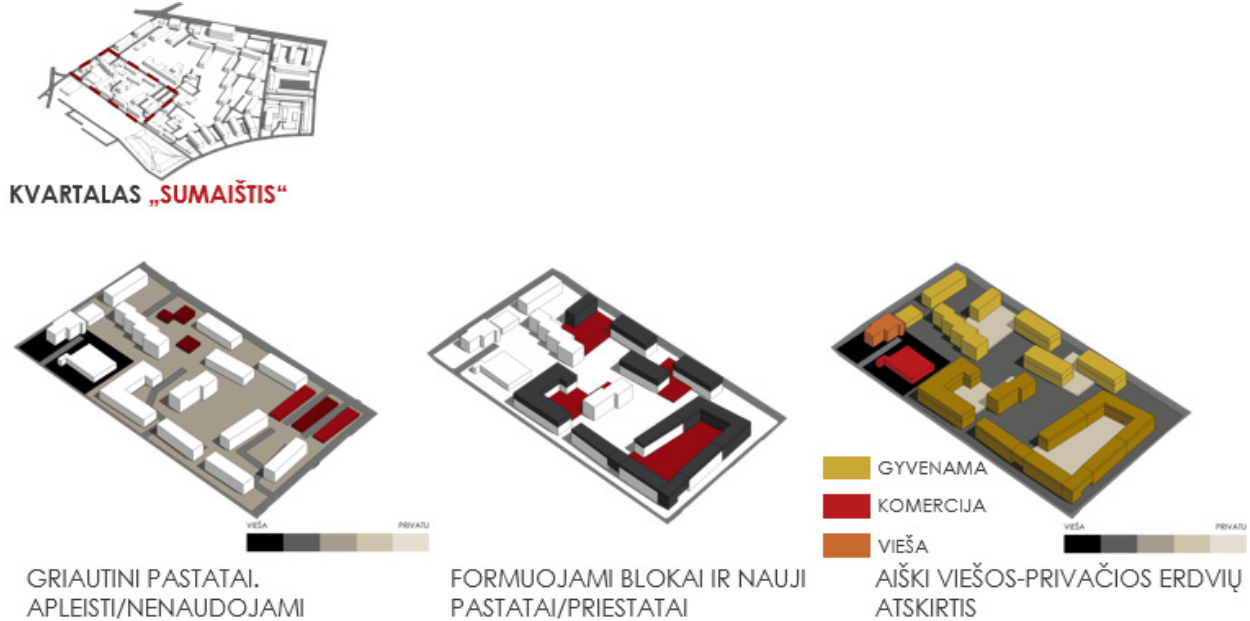 KVARTALAS „SUMAIŠTIS“
VIEŠA
PRIVATU
GRIAUTINI PASTATAI.
APLEISTI/NENAUDOJAMI
FORMUOJAMI BLOKAI IR NAUJI
PASTATAI/PRIESTATAI
GYVENAMA
KOMERCIJA
VIEŠA
VIEŠA
PRIVATU
AIŠKI VIEŠOS-PRIVAČIOS ERDVIŲ
ATSKIRTIS